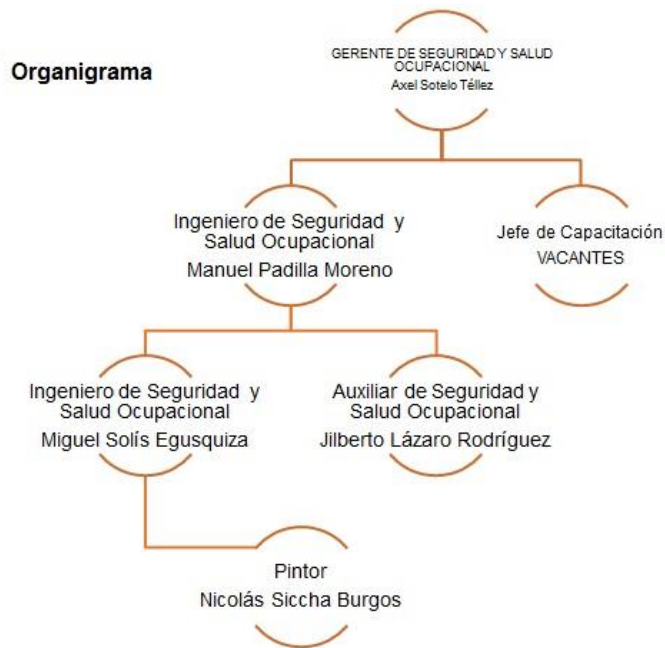 GERENTE DE SEGURIDAD Y SALUD
OCUPACIONAL
Axel Sotelo Téllez
Organigrama
Ingeniero de Seguridad y
Salud Ocupacional
Manuel Padilla Moreno
Jefe de Capacitación
VACANTES
Ingeniero de Seguridad y
Salud Ocupacional
Miguel Solís Egusquiza
Auxiliar de Seguridad y
Salud Ocupacional
Jilberto Lázaro Rodríguez
Pintor
Nicolás Siccha Burgos